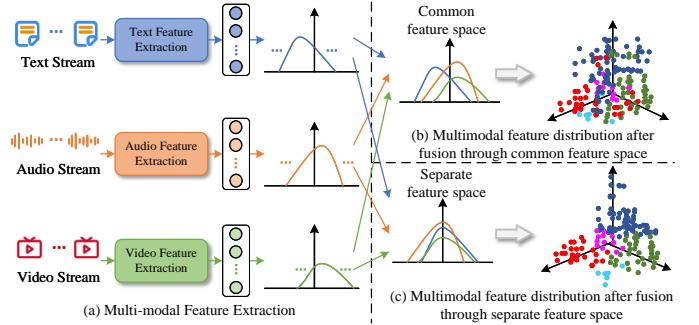 Text Feature
Extraction
Text Stream
Audio Feature
Extraction
Audio Stream
Video Feature
Extraction
Video Stream
(a) Multi-modal Feature Extraction
Common
feature space
(b) Multimodal feature distribution after
fusion through common feature space
Separate
feature space
(c) Multimodal feature distribution after fusion
through separate feature space